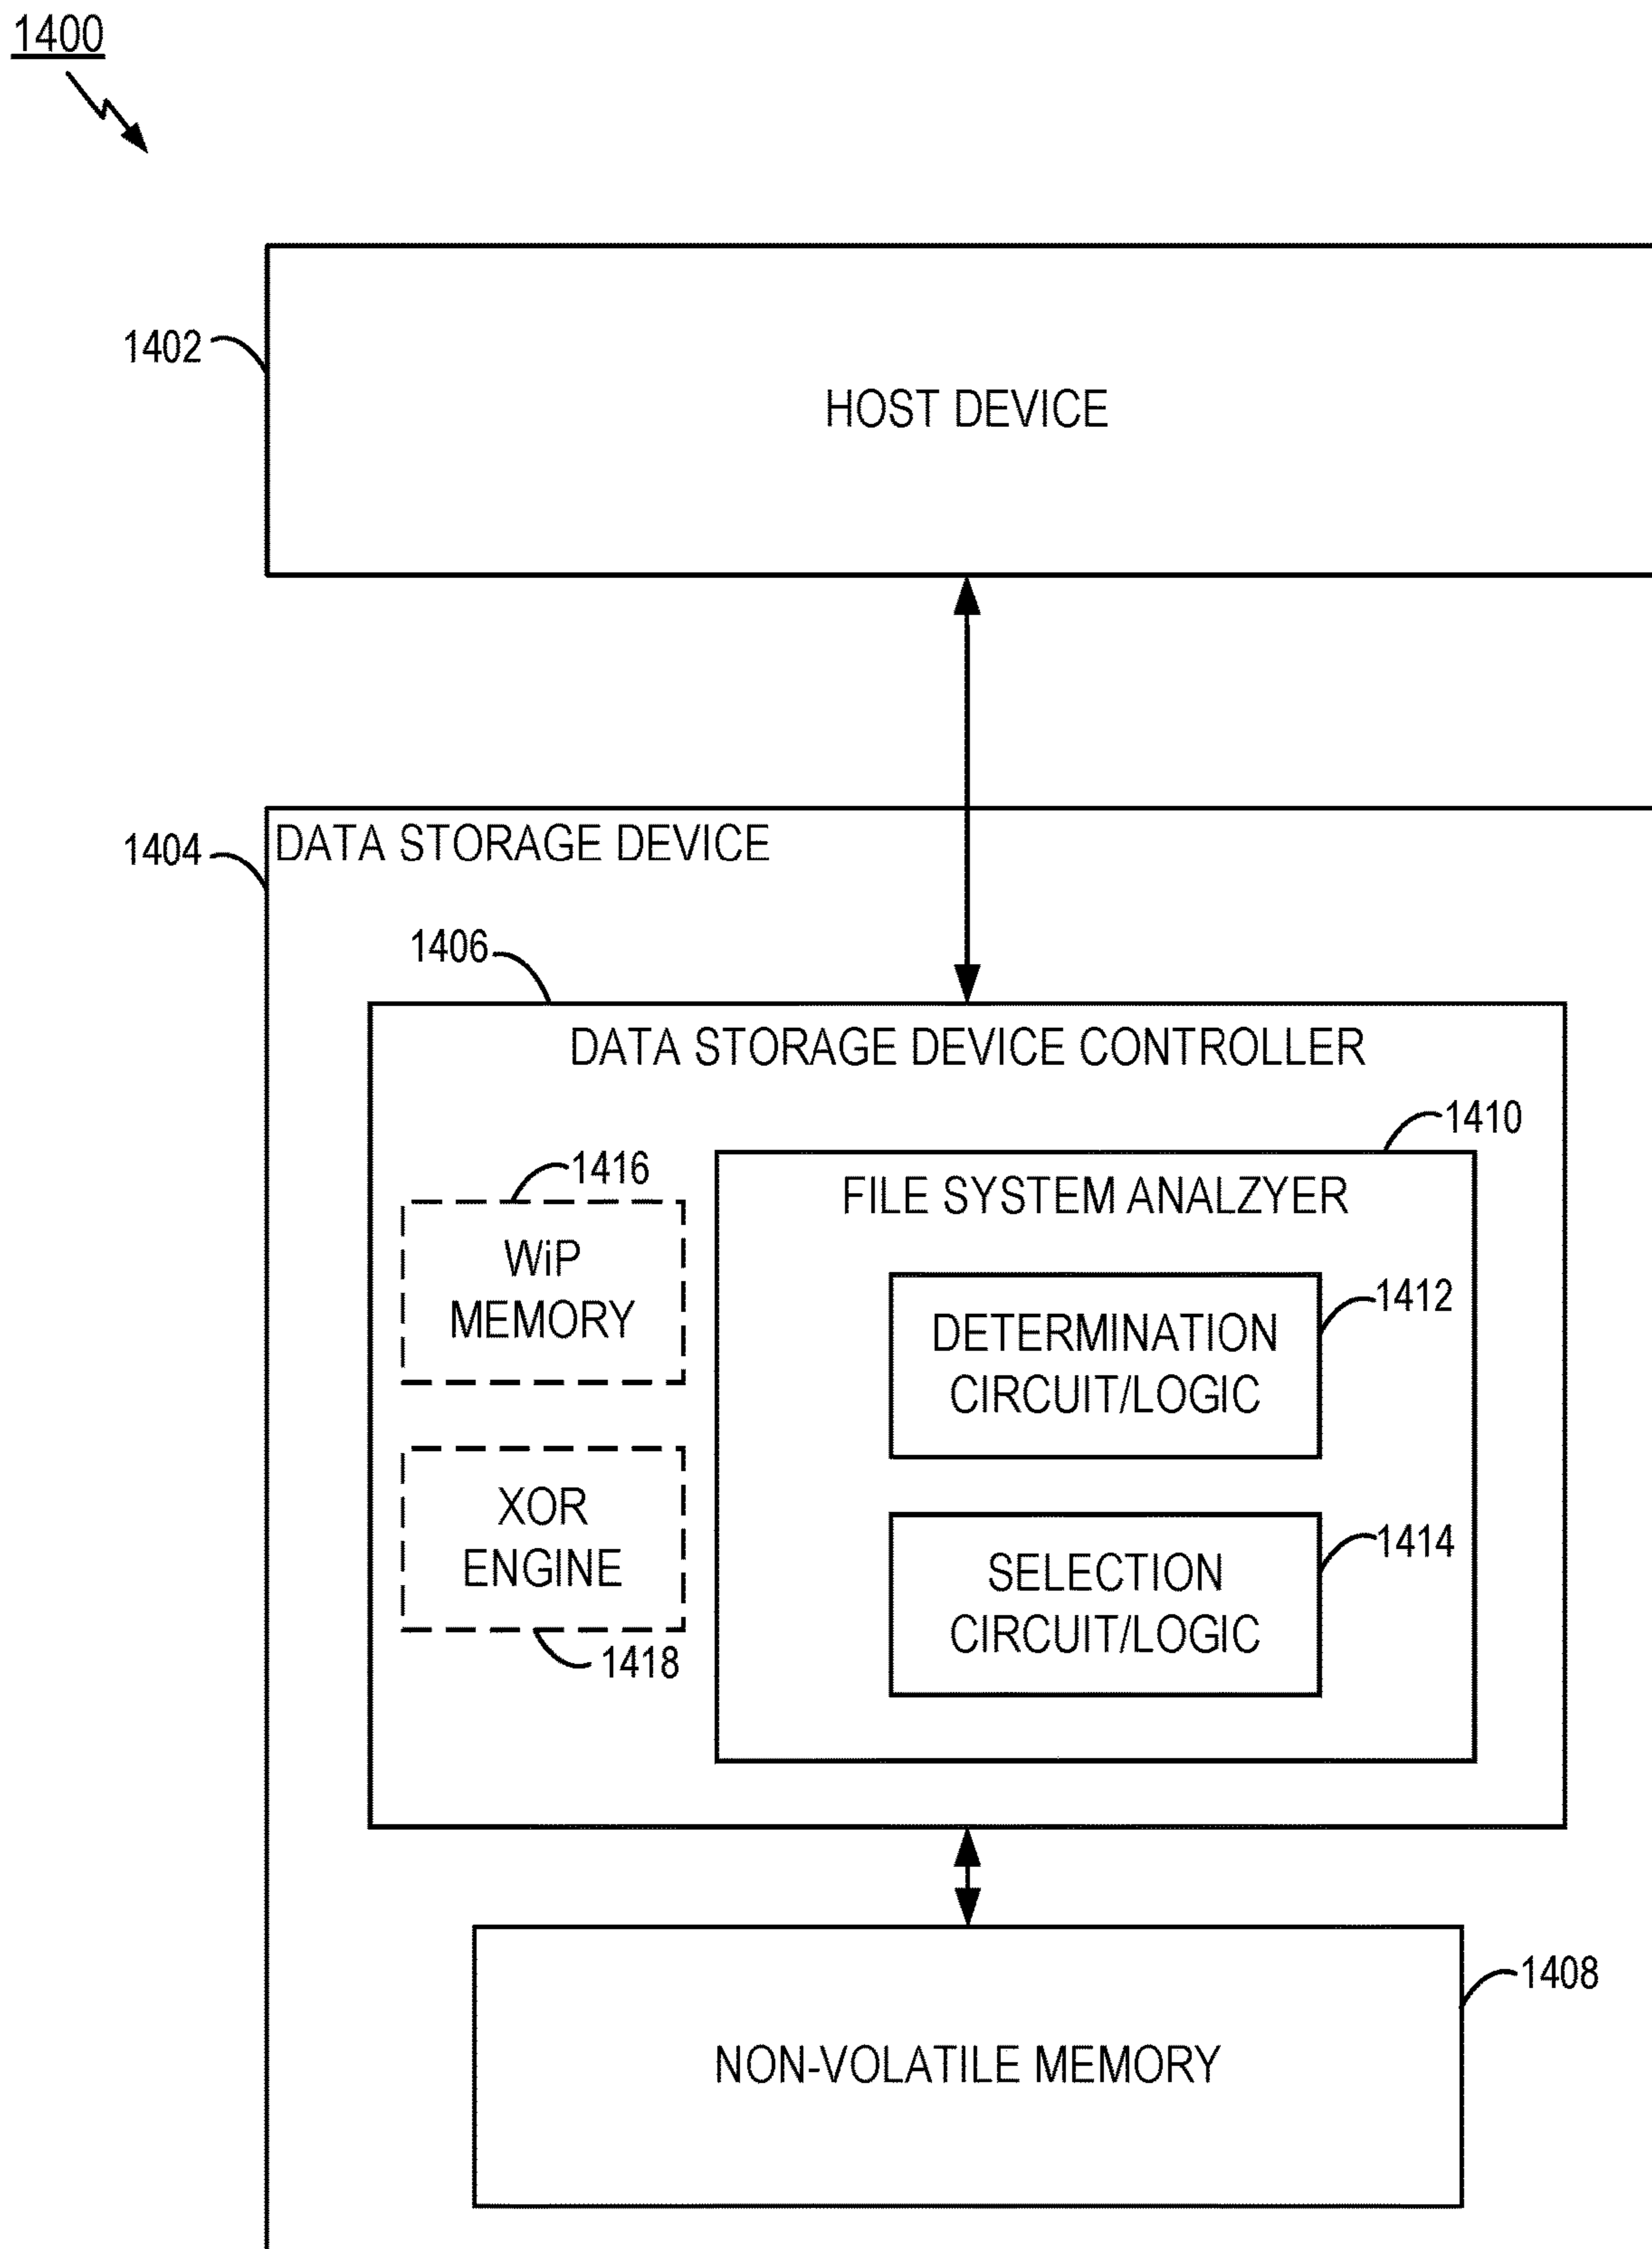 1400
1402
HOST DEVICE
1404
DATA STORAGE DEVICE
1406
DATA STORAGE DEVICE CONTROLLER
1410
1416
FILE SYSTEM ANALZYER
WiP
MEMORY
1412
DETERMINATION
CIRCUIT/LOGIC
XOR
ENGINE
1414
SELECTION
CIRCUIT/LOGIC
1418
1408
NON-VOLATILE MEMORY